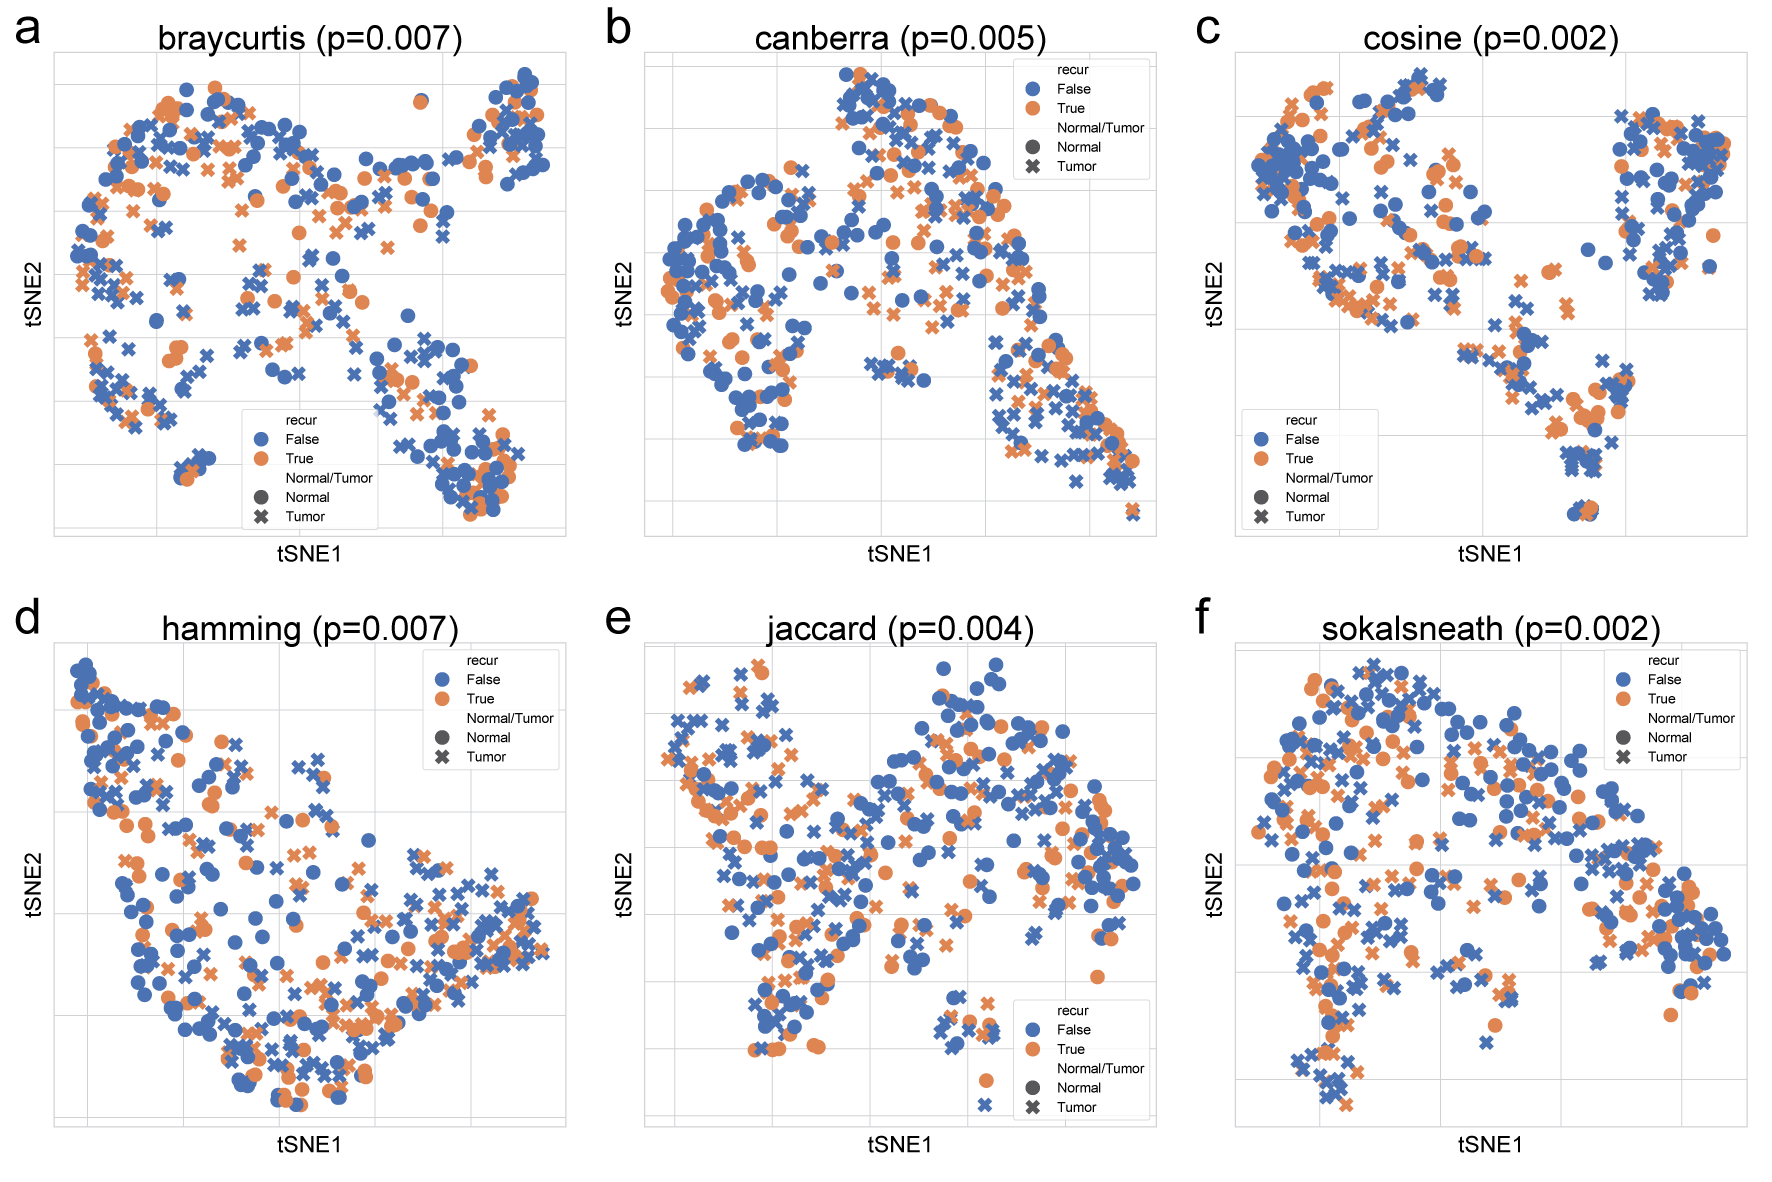 a
braycurtis (p=0.007)
tSNE2
recur
False
True
Normal/Tumor
Normal
Tumor
tSNE1
b
canberra (p=0.005)
tSNE2
recur
False
True
Normal/Tumor
Normal
Tumor
tSNE1
c
cosine (p=0.002)
tSNE2
recur
False
True
Normal/Tumor
Normal
Tumor
tSNE1
d
hamming (p=0.007)
tSNE2
recur
False
True
Normal/Tumor
Normal
Tumor
tSNE1
e
jaccard (p=0.004)
tSNE2
recur
False
True
Normal/Tumor
Normal
Tumor
tSNE1
f
sokalsneath (p=0.002)
tSNE2
recur
False
True
Normal/Tumor
Normal
Tumor
tSNE1